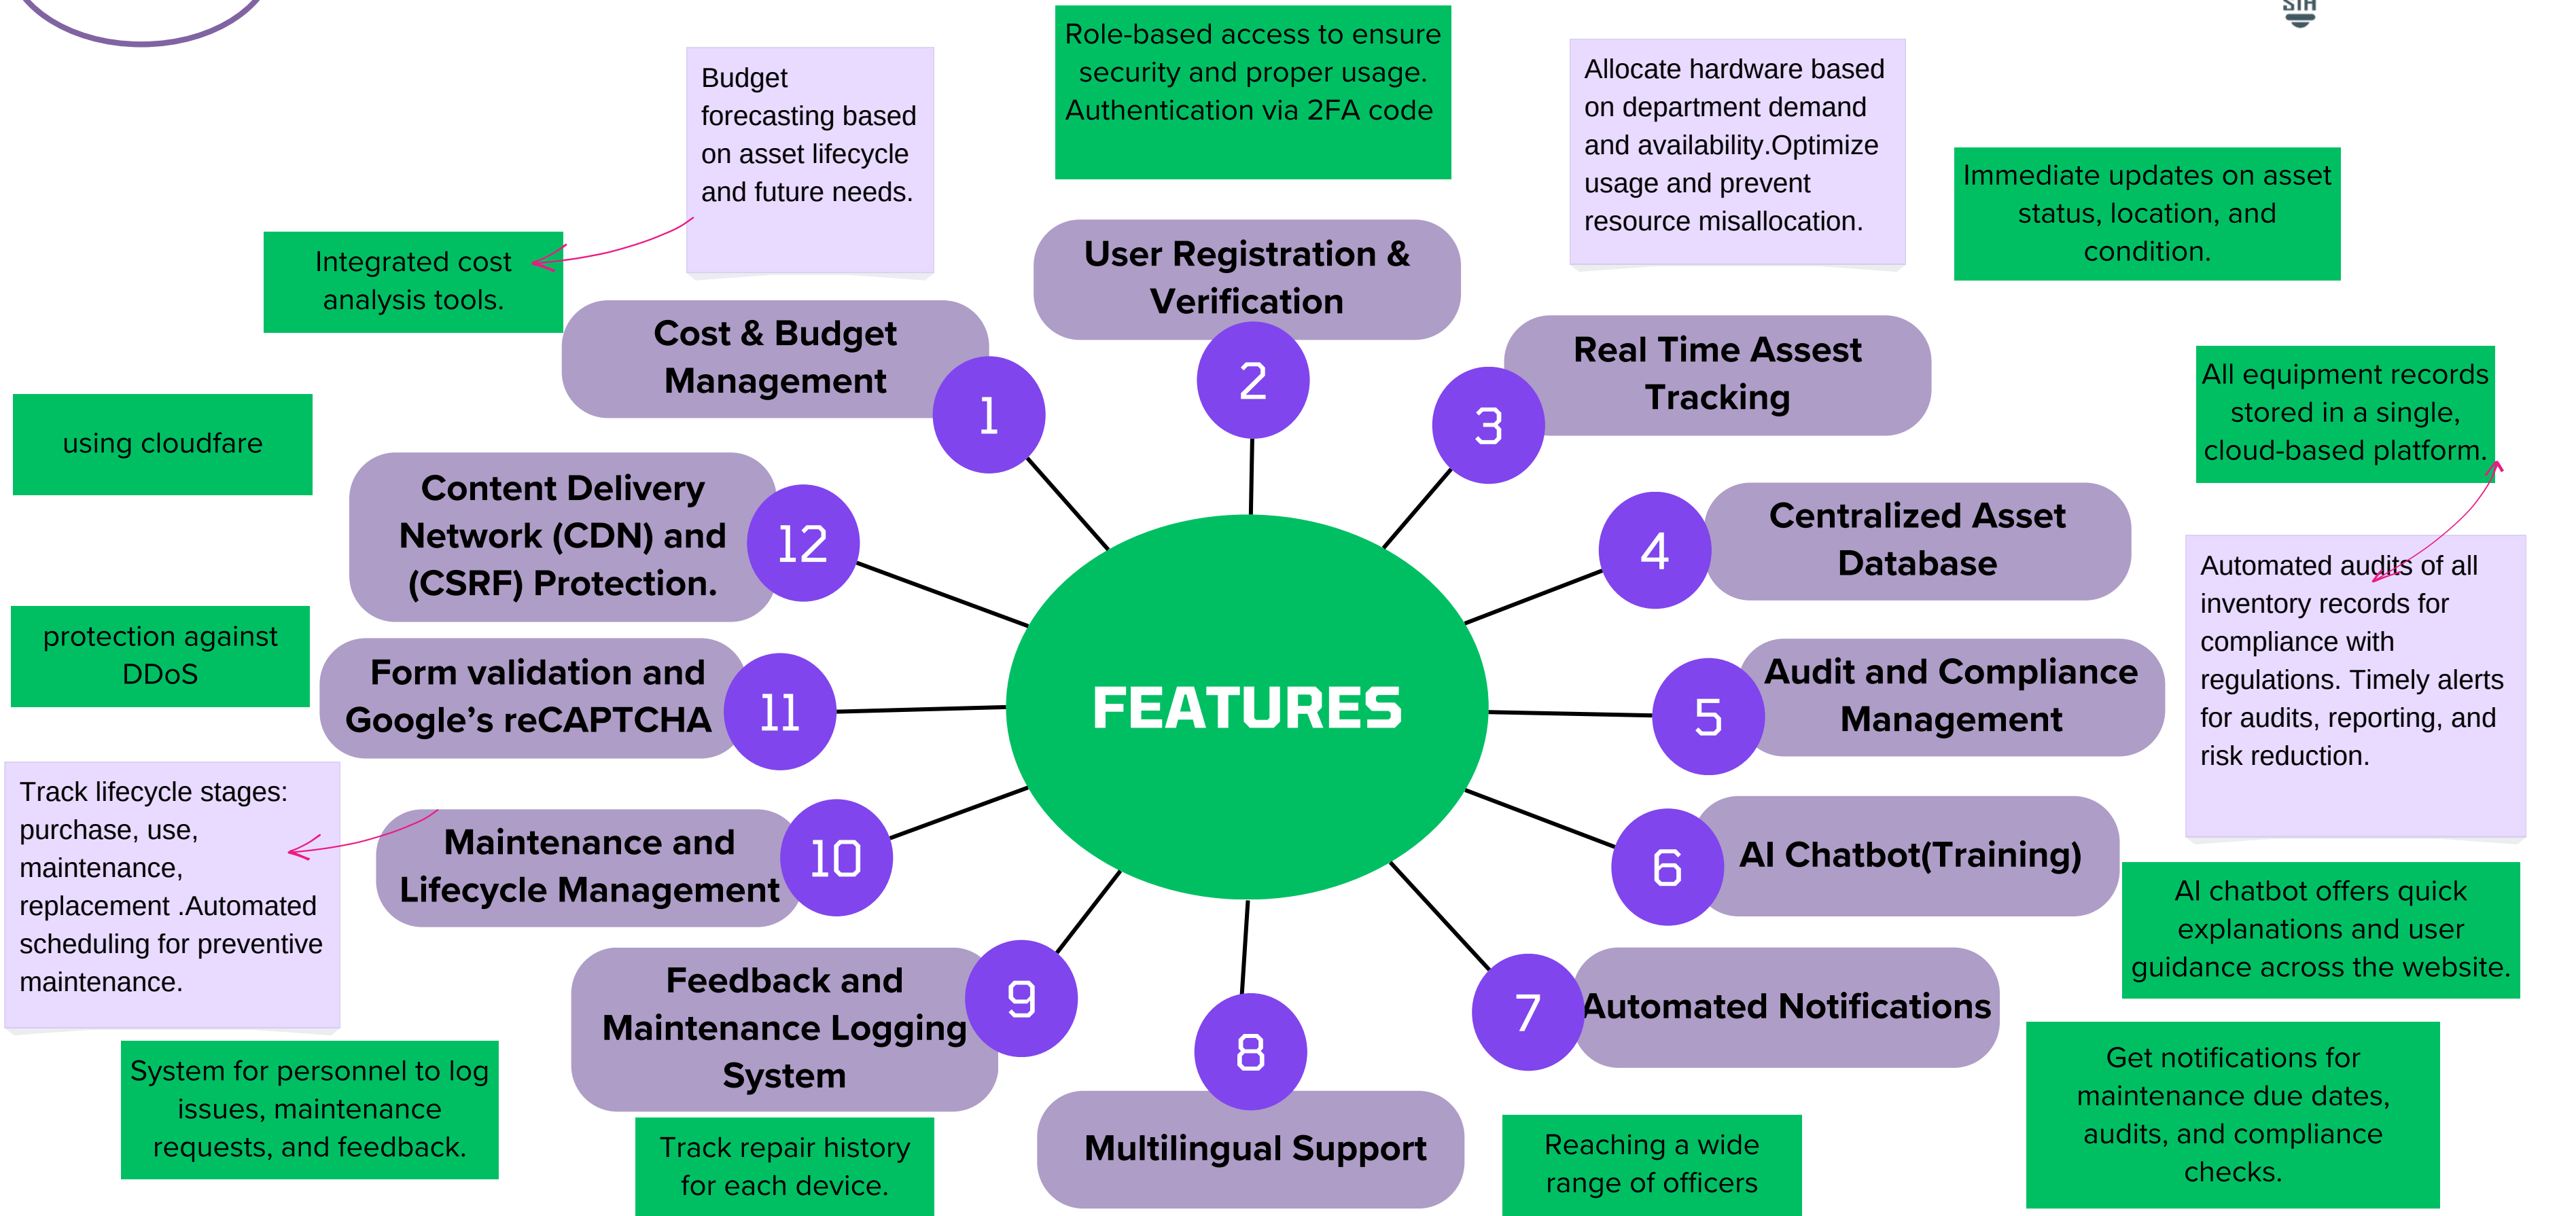 SIH
Budget
forecasting based
on asset lifecycle
and future needs.
Role-based access to ensure
security and proper usage.
Authentication via 2FA code
Allocate hardware based
on department demand
and availability.Optimize
usage and prevent
resource misallocation.
Immediate updates on asset
status, location, and
condition.
Integrated cost
analysis tools.
Cost & Budget
Management
1
User Registration &
Verification
2
Real Time Assest
Tracking
3
All equipment records
stored in a single,
cloud-based platform.
using cloudfare
Content Delivery
Network (CDN) and
(CSRF) Protection.
12
4
Centralized Asset
Database
Automated audits of all
inventory records for
compliance with
regulations. Timely alerts
for audits, reporting, and
risk reduction.
protection against
DDoS
Form validation and
Google's reCAPTCHA
11
FEATURES
5
Audit and Compliance
Management
Track lifecycle stages:
purchase, use,
maintenance,
replacement .Automated
scheduling for preventive
maintenance.
Maintenance and
Lifecycle Management
10
6
AI Chatbot(Training)
AI chatbot offers quick
explanations and user
guidance across the website.
Feedback and
Maintenance Logging
System
9
8
Multilingual Support
7
Automated Notifications
System for personnel to log
issues, maintenance
requests, and feedback.
Track repair history
for each device.
Reaching a wide
range of officers
Get notifications for
maintenance due dates,
audits, and compliance
checks.